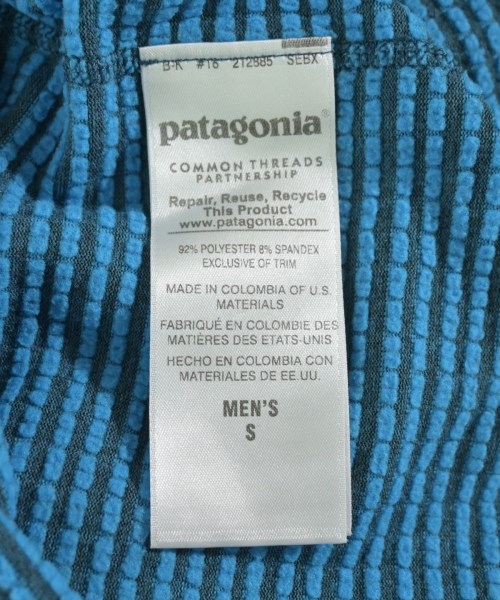 B-K #16 212885 SEBX
patagonia®
COMMON THREADS
PARTNERSHIP
Repair, Reuse, Recycle
This Product
www.patagonia.com
92% POLYESTER 8% SPANDEX
EXCLUSIVE OF TRIM
MADE IN COLOMBIA OF U.S.
MATERIALS
FABRIQUÉ EN COLOMBIE DES
MATIÈRES DES ETATS-UNIS
HECHO EN COLOMBIA CON
MATERIALES DE EE.UU.
MEN'S
S